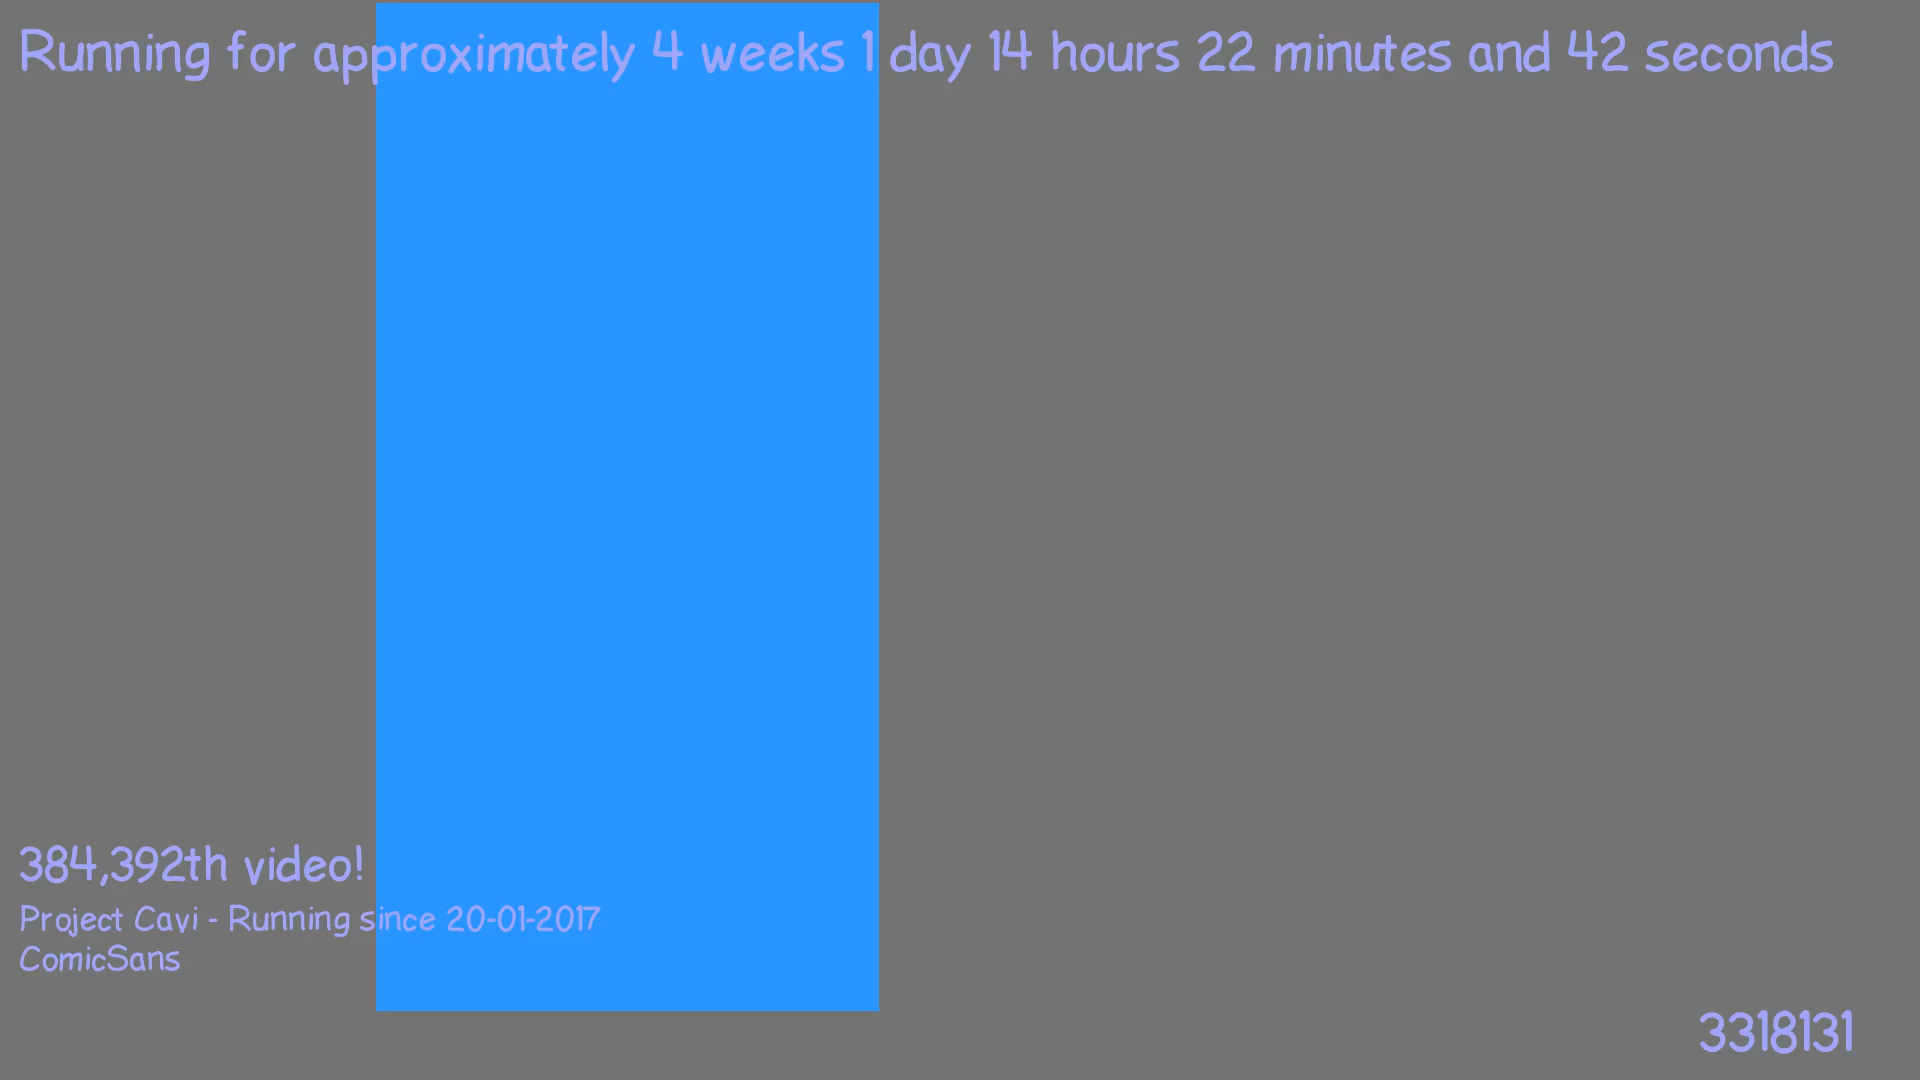 Running for approximately 4 weeks 1 day 14 hours 22 minutes and 42 seconds
384,392th video!
Project Cavi - Running since 20-01-2017
ComicSans
3318131